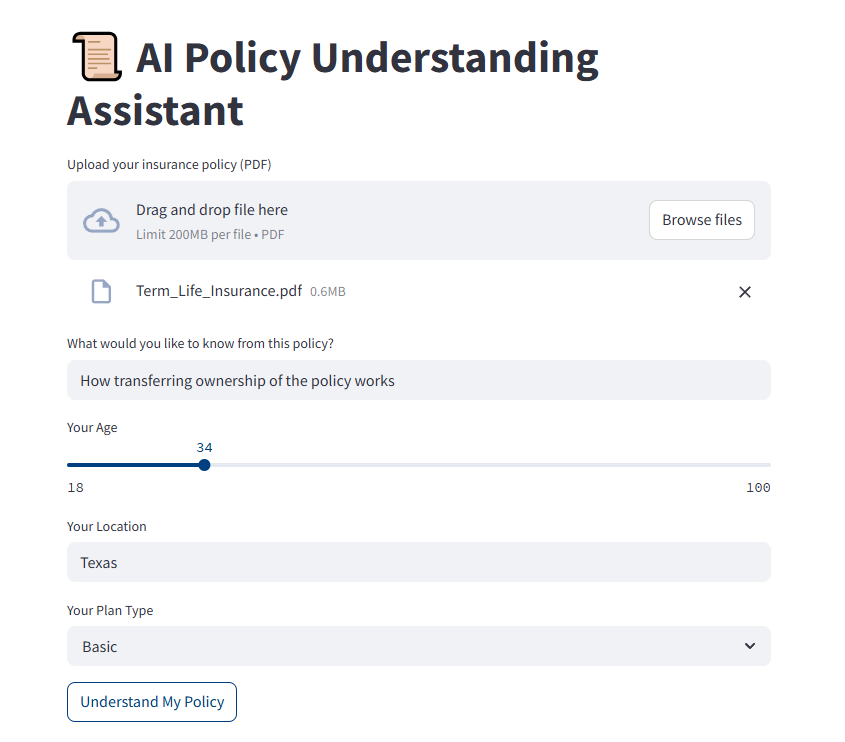 AI Policy Understanding
Assistant
Upload your insurance policy (PDF)
Drag and drop file here
Limit 200MB per file • PDF
Browse files
Term_Life_Insurance.pdf 0.6MB
What would you like to know from this policy?
How transferring ownership of the policy works
Your Age
34
18 100
Your Location
Texas
Your Plan Type
Basic
Understand My Policy